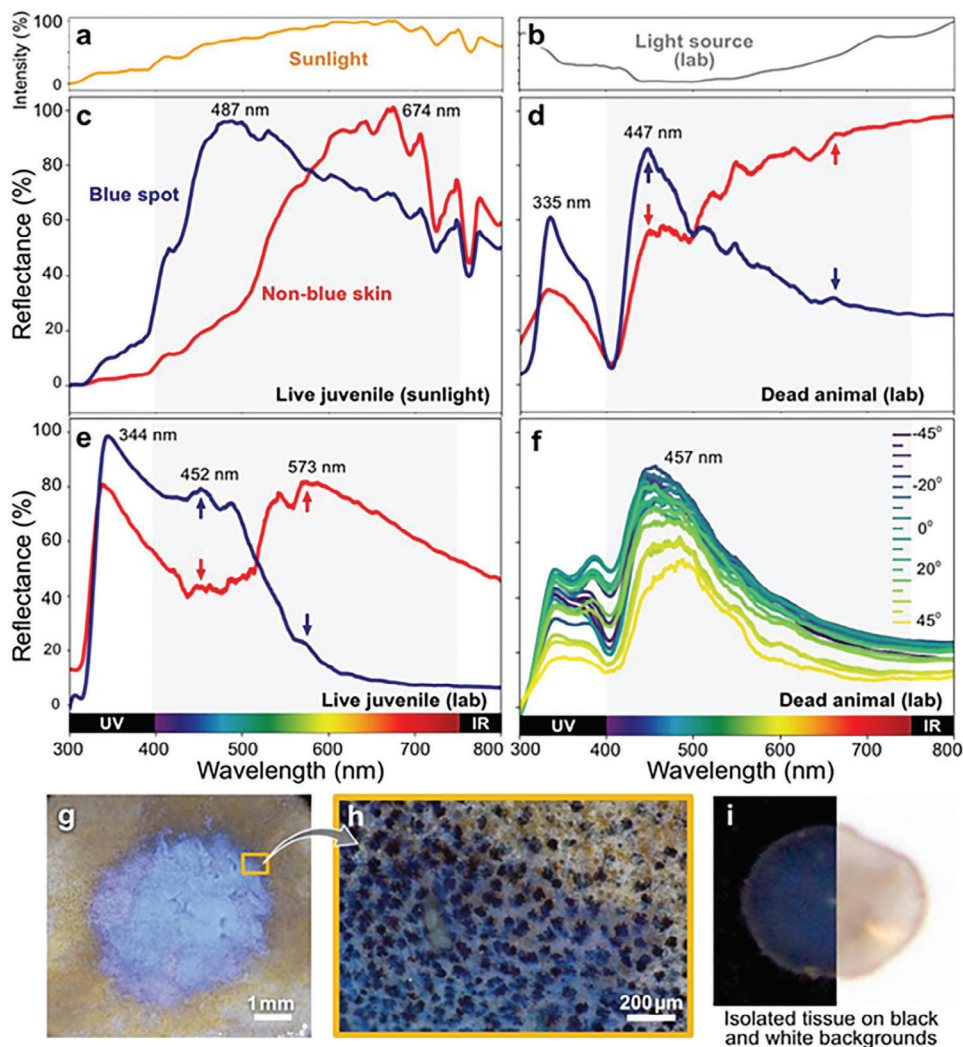 a
b
Intensity (%)
100
0
Sunlight
Light source
(lab)
c
d
Reflectance (%)
100
80
60
40
20
0
487 nm
674 nm
Blue spot
Non-blue skin
Live juvenile (sunlight)
335 nm
447 nm
Dead animal (lab)
e
f
Reflectance (%)
100
80
60
40
20
0
344 nm
452 nm
573 nm
Live juvenile (lab)
457 nm
-45°
-20°
0°
20°
45°
Dead animal (lab)
UV
IR
UV
IR
300
400
500
600
700
800
300
400
500
600
700
800
Wavelength (nm)
Wavelength (nm)
g
h
i
1 mm
200 μm
Isolated tissue on black
and white backgrounds